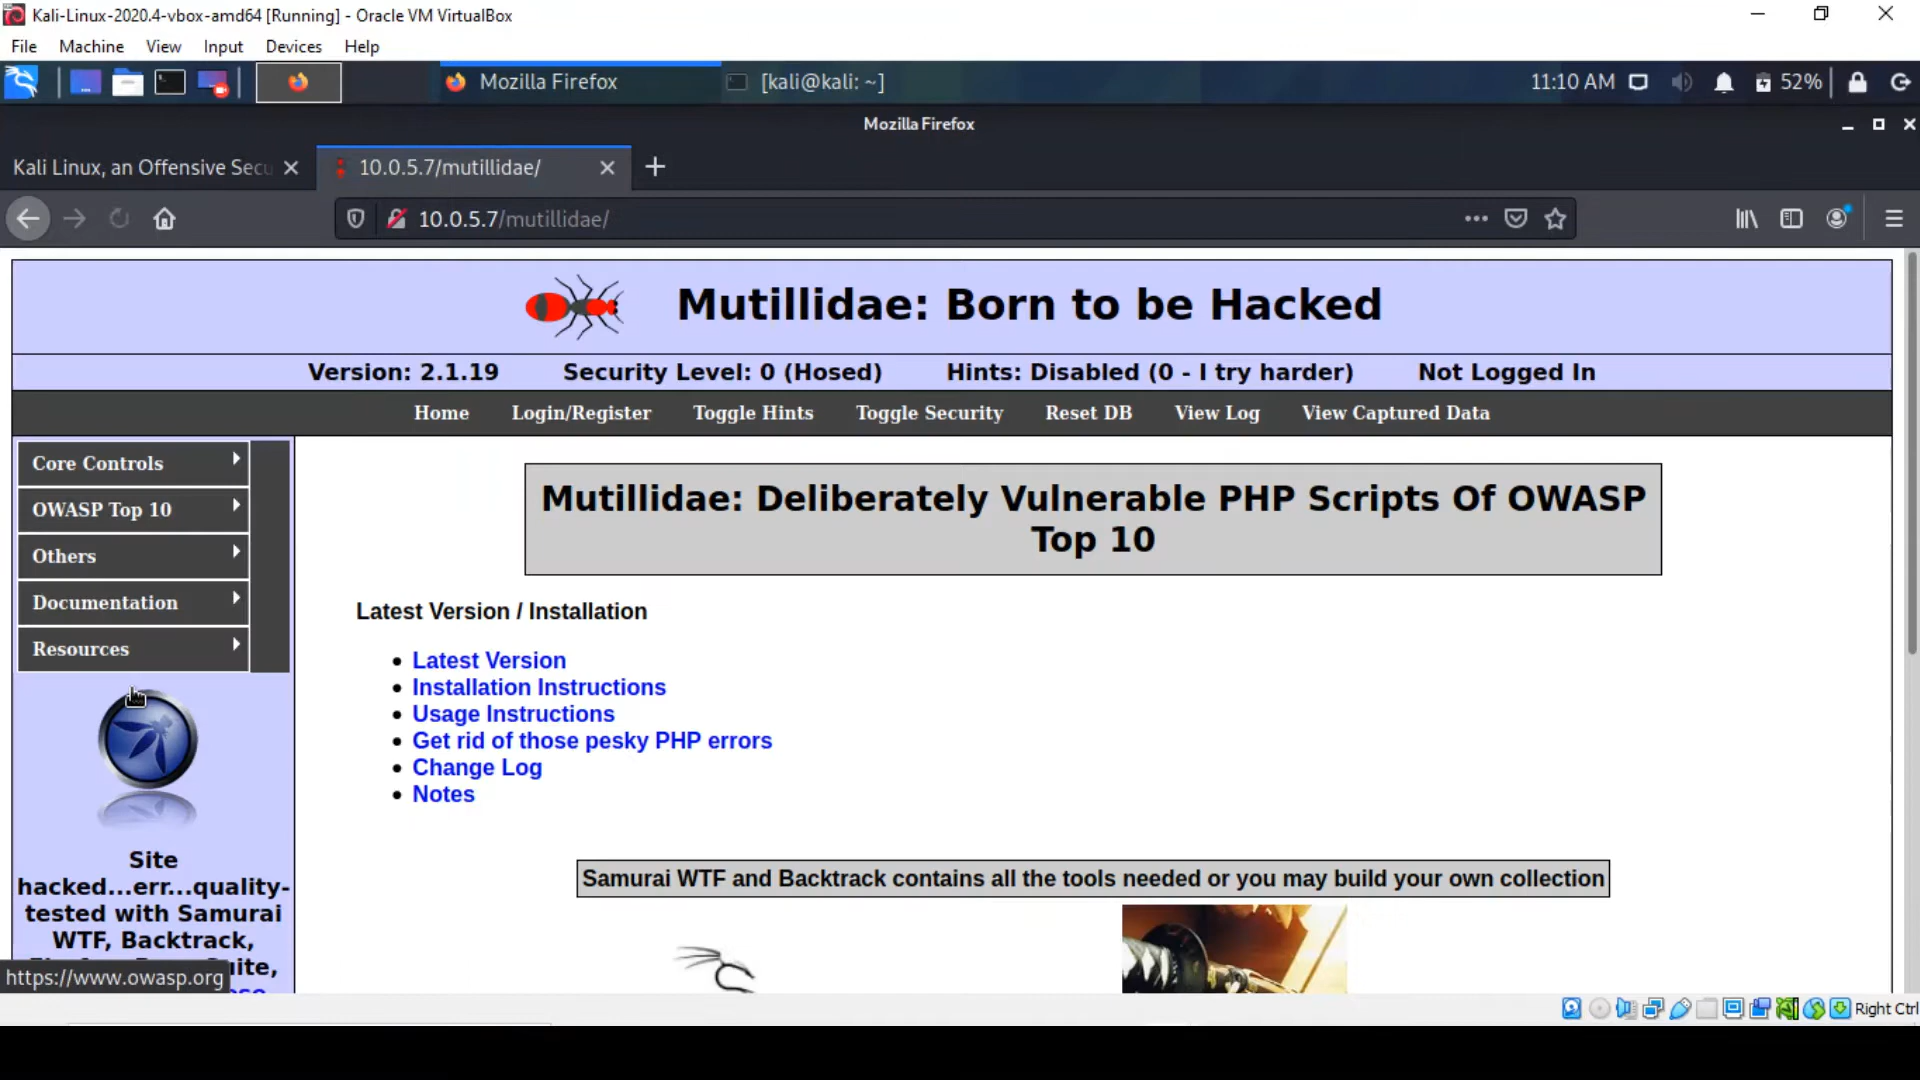 Kali-Linux-2020.4-vbox-amd64 [Running] - Oracle VM VirtualBox
File Machine View Input Devices Help
Mozilla Firefox [kali@kali: ~] 11:10 AM 52%
Mozilla Firefox
Kali Linux, an Offensive Secu 10.0.5.7/mutillidae/
10.0.5.7/mutillidae/
Mutillidae: Born to be Hacked
Version: 2.1.19 Security Level: 0 (Hosed) Hints: Disabled (0 - I try harder) Not Logged In
Home Login/Register Toggle Hints Toggle Security Reset DB View Log View Captured Data
Core Controls
OWASP Top 10
Others
Documentation
Resources
Site
hacked...err...quality-
tested with Samurai
WTF, Backtrack,
https://www.owasp.org
Mutillidae: Deliberately Vulnerable PHP Scripts Of OWASP
Top 10
Latest Version / Installation
Latest Version
Installation Instructions
Usage Instructions
Get rid of those pesky PHP errors
Change Log
Notes
Samurai WTF and Backtrack contains all the tools needed or you may build your own collection
Right Ctrl